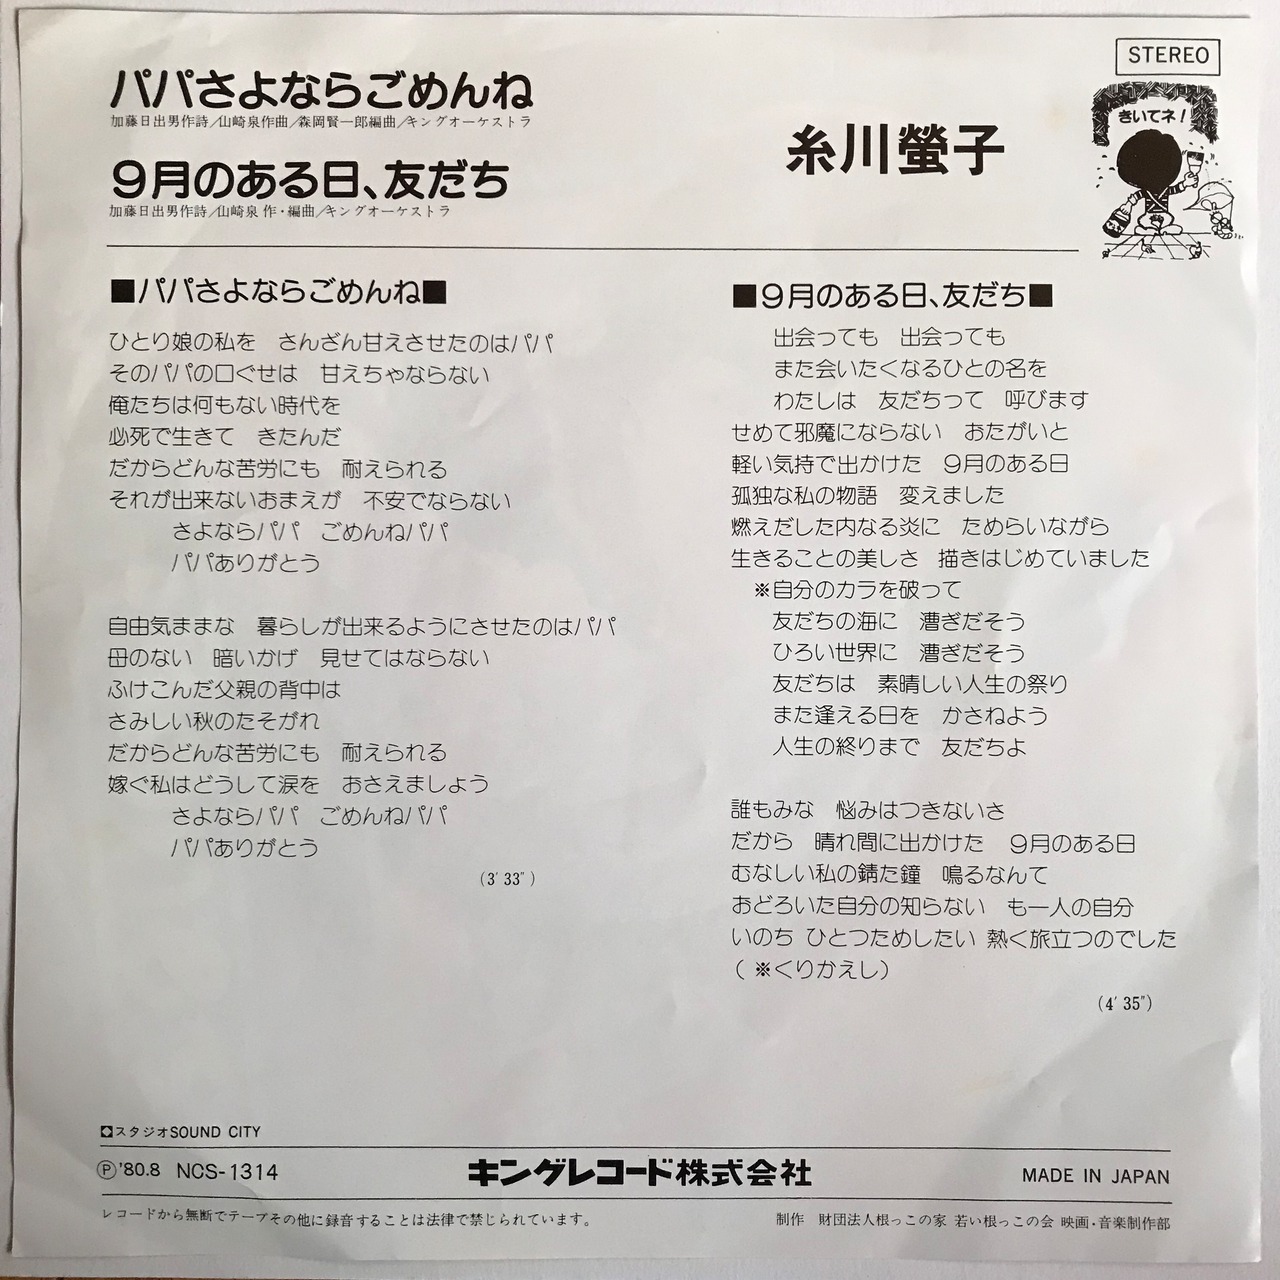 パパさよならごめんね
加藤日出男作詩/山崎泉作曲/森岡賢一郎編曲/キングオーケストラ
9月のある日、友だち
加藤日出男作詩/山崎泉 作・編曲/キングオーケストラ
糸川螢子
STEREO
きいてネ!
■パパさよならごめんね■
ひとり娘の私を さんざん甘えさせたのはパパ
そのパパの口ぐせは 甘えちゃならない
俺たちは何もない時代を
必死で生きて きたんだ
だからどんな苦労にも 耐えられる
それが出来ないおまえが 不安でならない
さよならパパ ごめんねパパ
パパありがとう
自由気ままな 暮らしが出来るようにさせたのはパパ
母のない 暗いかげ 見せてはならない
ふけこんだ父親の背中は
さみしい秋のたそがれ
だからどんな苦労にも 耐えられる
嫁ぐ私はどうして涙を おさえましょう
さよならパパ ごめんねパパ
パパありがとう
(3′33″)
■9月のある日、友だち■
出会っても 出会っても
また会いたくなるひとの名を
わたしは 友だちって 呼びます
せめて邪魔にならない おたがいと
軽い気持で出かけた 9月のある日
孤独な私の物語 変えました
燃えだした内なる炎に ためらいながら
生きることの美しさ 描きはじめていました
※自分のカラを破って
友だちの海に 漕ぎだそう
ひろい世界に 漕ぎだそう
友だちは 素晴しい人生の祭り
また逢える日を かさねよう
人生の終りまで 友だちよ
誰もみな 悩みはつきないさ
だから 晴れ間に出かけた 9月のある日
むなしい私の錆た鐘 鳴るなんて
おどろいた自分の知らない も一人の自分
いのち ひとつためしたい 熱く旅立つのでした
(※くりかえし)
(4′35″)
スタジオSOUND CITY
Ⓟ'80.8 NCS-1314
キングレコード株式会社
MADE IN JAPAN
レコードから無断でテープその他に録音することは法律で禁じられています。
制作 財団法人根っこの家 若い根っこの会 映画・音楽制作部